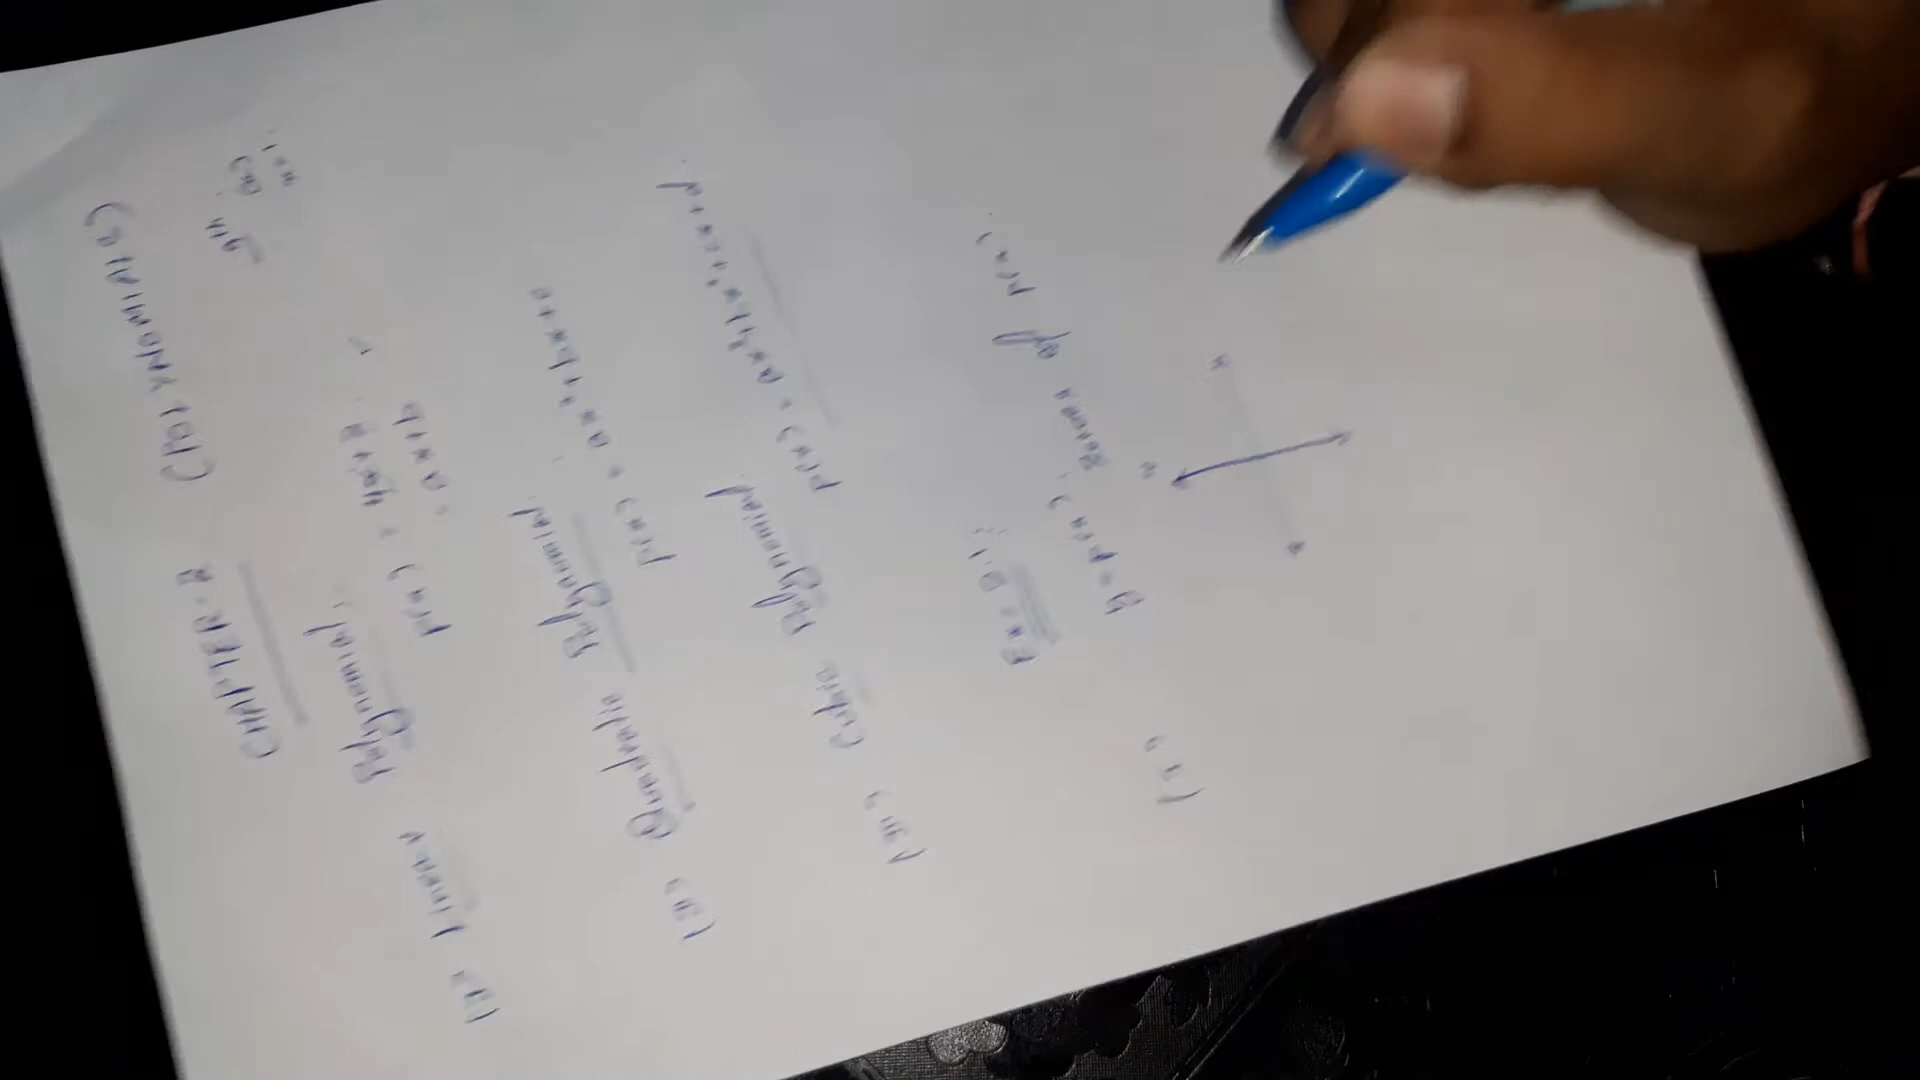 CHAPTER-2 (POLYNOMIALS)
(i) Linear Polynomial
p(x) =
= ax+b
(ii) Quadratic Polynomial
p(x) = ax²+bx+c
(iii) Cubic Polynomial
p(x) = ax³+bx²+cx+d
Ex-2.1
(i) y=p(x), Zeroes of p(x)